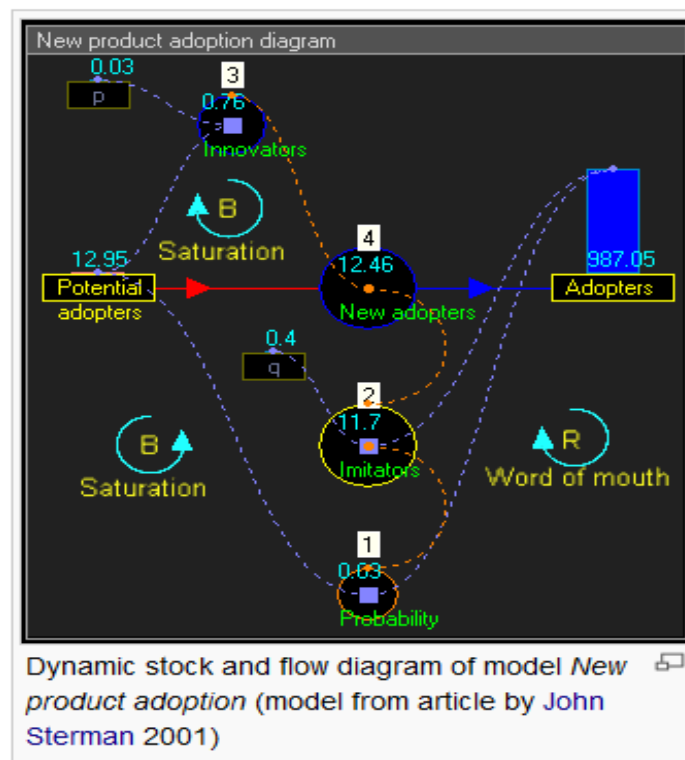 New product adoption diagram
0.03
p
3
0.76
Innovators
B
Saturation
12.95
Potential
adopters
4
12.46
New adopters
987.05
Adopters
0.4
q
2
11.7
Imitators
B
Saturation
R
Word of mouth
1
0.03
Probability
Dynamic stock and flow diagram of model New
product adoption (model from article by John
Sterman 2001)